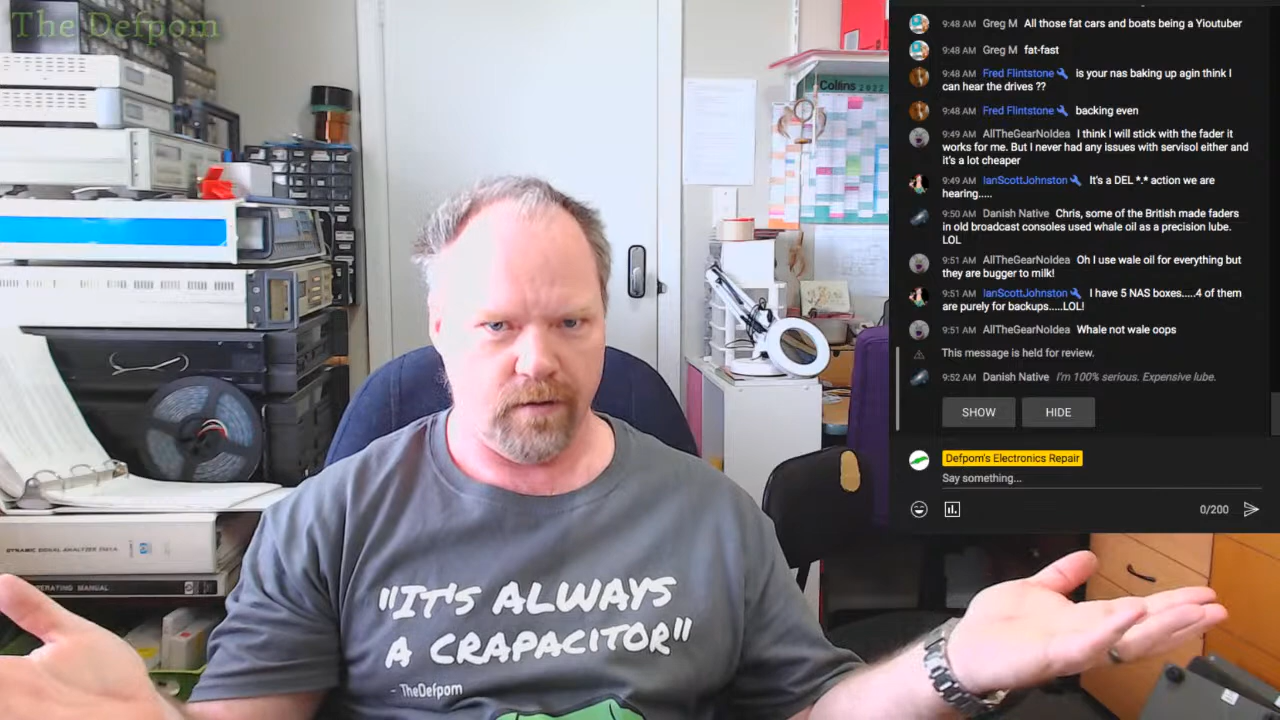 The Defpom
Collins 2022
DYNAMIC SIGNAL ANALYZER DATA
OPERATING MANUAL
"IT'S ALWAYS
A CRAPACITOR"
- TheDefpom
9:48 AM Greg M All those fat cars and boats being a Yloutuber
9:48 AM Greg M fat-fast
9:48 AM Fred Flintstone is your nas baking up agin think I
can hear the drives ??
9:48 AM Fred Flintstone backing even
9:49 AM AllTheGearNoIdea I think I will stick with the fader it
works for me. But I never had any issues with servisol either and
it's a lot cheaper
9:49 AM IanScottJohnston It's a DEL *.* action we are
hearing.....
9:50 AM Danish Native Chris, some of the British made faders
in old broadcast consoles used whale oil as a precision lube.
LOL
9:51 AM AllTheGearNoIdea Oh I use wale oil for everything but
they are bugger to milk!
9:51 AM IanScottJohnston I have 5 NAS boxes.....4 of them
are purely for backups.....LOL!
9:51 AM AllTheGearNoIdea Whale not wale oops
This message is held for review.
9:52 AM Danish Native I'm 100% serious. Expensive lube.
SHOW HIDE
Defpom's Electronics Repair
Say something...
0/200